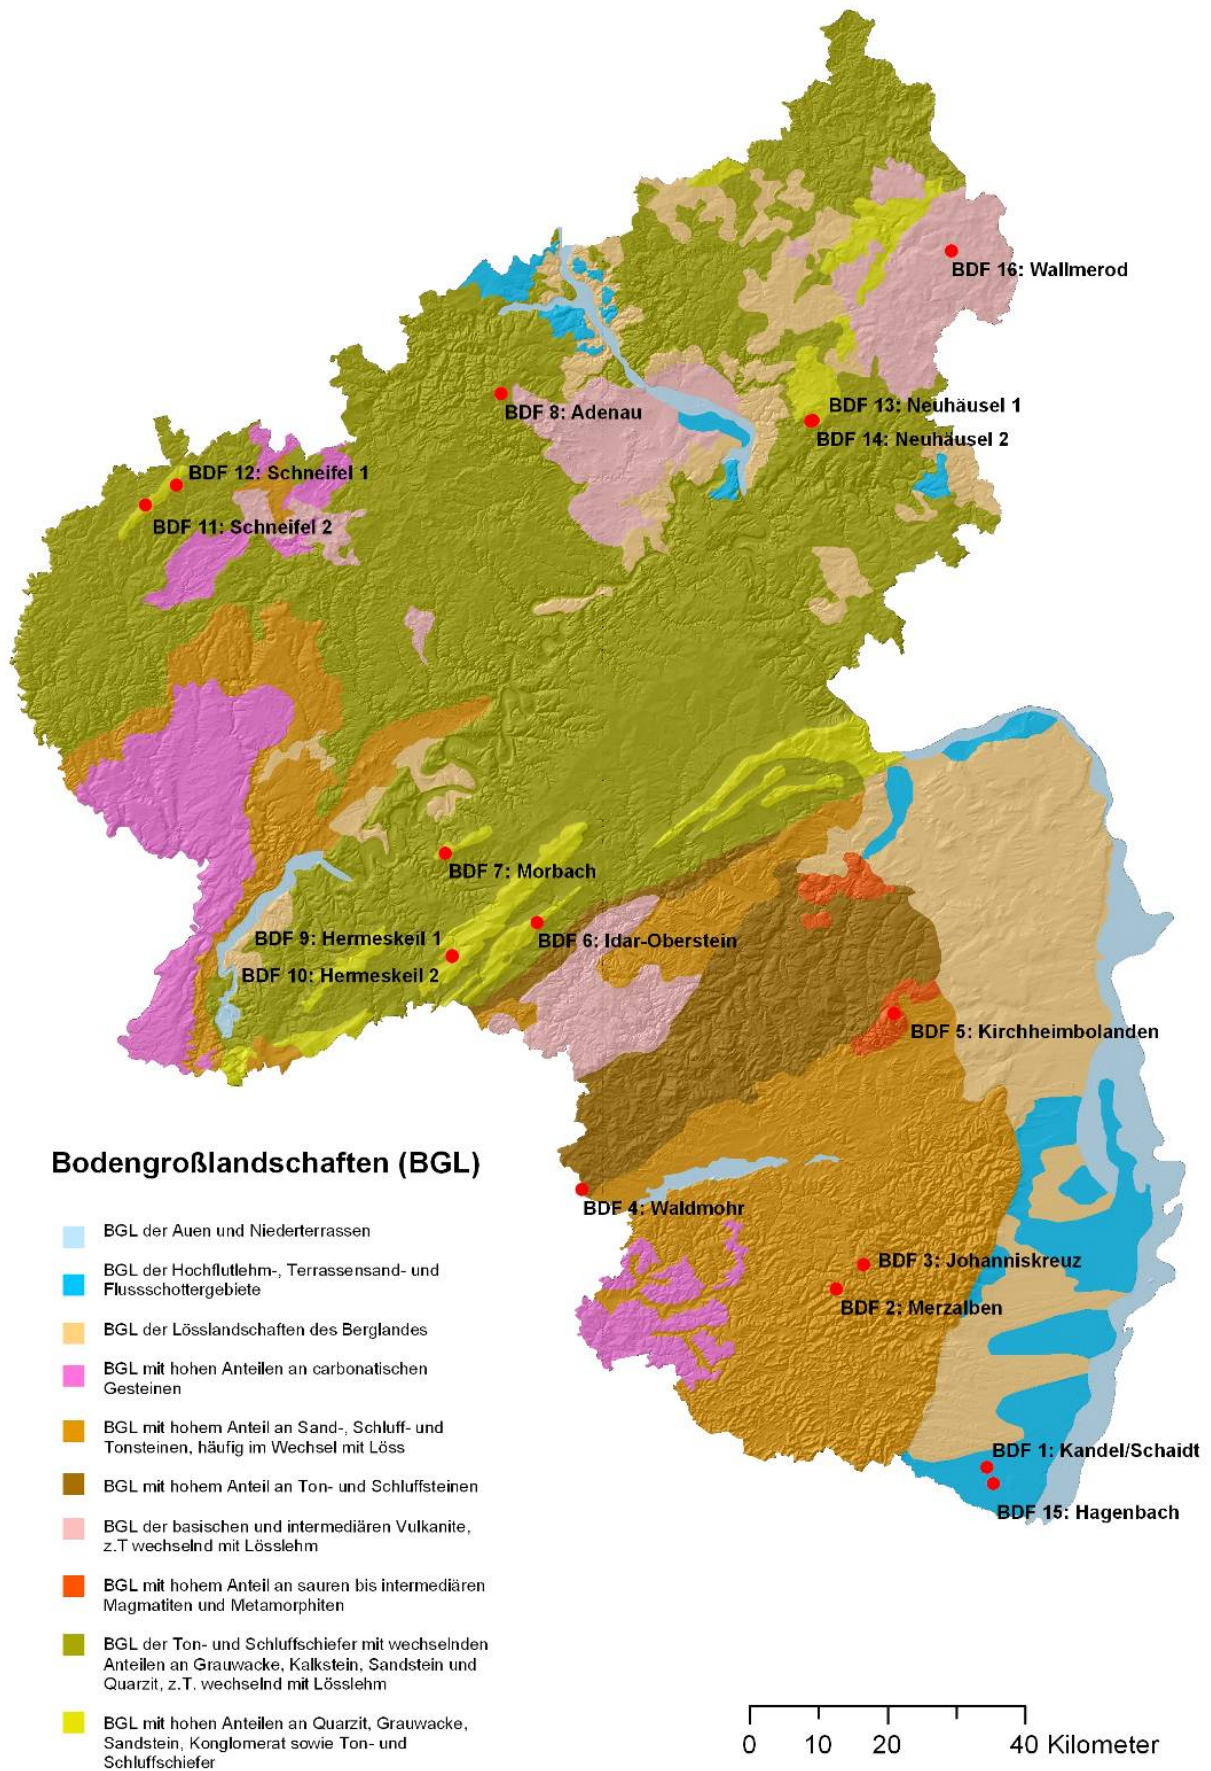 BDF 16: Wallmerod
BDF 8: Adenau
BDF 13: Neuhäusel 1
BDF 14: Neuhäusel 2
BDF 12: Schneifel 1
BDF 11: Schneifel 2
BDF 7: Morbach
BDF 9: Hermeskeil 1
BDF 6: Idar-Oberstein
BDF 10: Hermeskeil 2
BDF 5: Kirchheimbolanden
BDF 4: Waldmohr
BDF 3: Johanniskreuz
BDF 2: Merzalben
BDF 1: Kandel/Schaidt
BDF 15: Hagenbach
Bodengroßlandschaften (BGL)
BGL der Auen und Niederterrassen
BGL der Hochflutlehm-, Terrassensand- und
Flussschottergebiete
BGL der Lösslandschaften des Berglandes
BGL mit hohen Anteilen an carbonatischen
Gesteinen
BGL mit hohem Anteil an Sand-, Schluff- und
Tonsteinen, häufig im Wechsel mit Löss
BGL mit hohem Anteil an Ton- und Schluffsteinen
BGL der basischen und intermediären Vulkanite,
z.T wechselnd mit Lösslehm
BGL mit hohem Anteil an sauren bis intermediären
Magmatiten und Metamorphiten
BGL der Ton- und Schluffschiefer mit wechselnden
Anteilen an Grauwacke, Kalkstein, Sandstein und
Quarzit, z.T. wechselnd mit Lösslehm
BGL mit hohen Anteilen an Quarzit, Grauwacke,
Sandstein, Konglomerat sowie Ton- und
Schluffschiefer
0 10 20 40 Kilometer